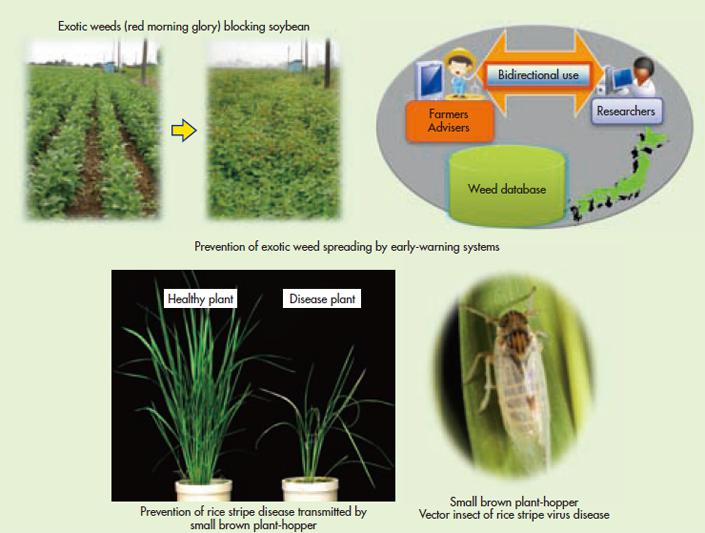 Exotic weeds (red morning glory) blocking soybean
Bidirectional use
Farmers
Advisers
Researchers
Weed database
Prevention of exotic weed spreading by early-warning systems
Healthy plant
Disease plant
Prevention of rice stripe disease transmitted by
small brown plant-hopper
Small brown plant-hopper
Vector insect of rice stripe virus disease